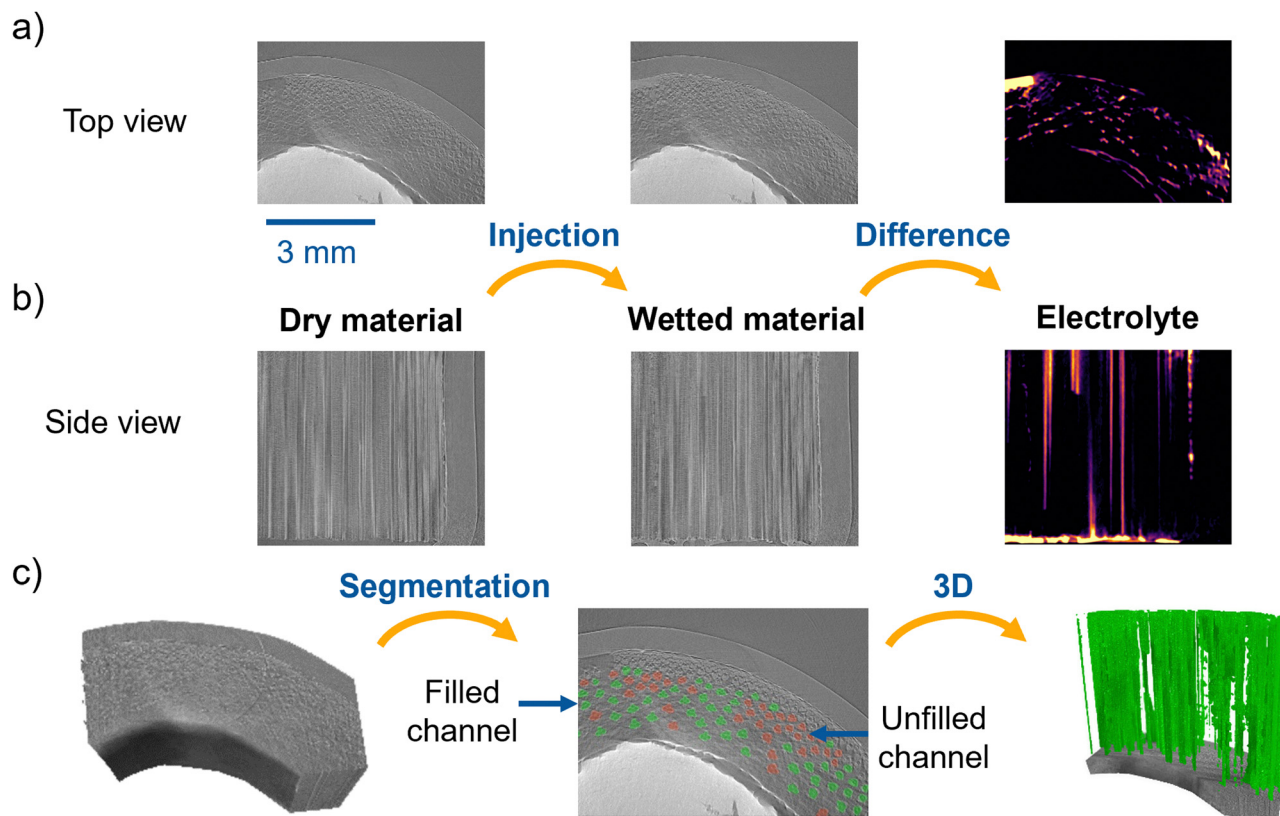 a)
Top view
3 mm
Injection
Difference
b)
Dry material
Wetted material
Electrolyte
Side view
c)
Segmentation
3D
Filled
channel
Unfilled
channel